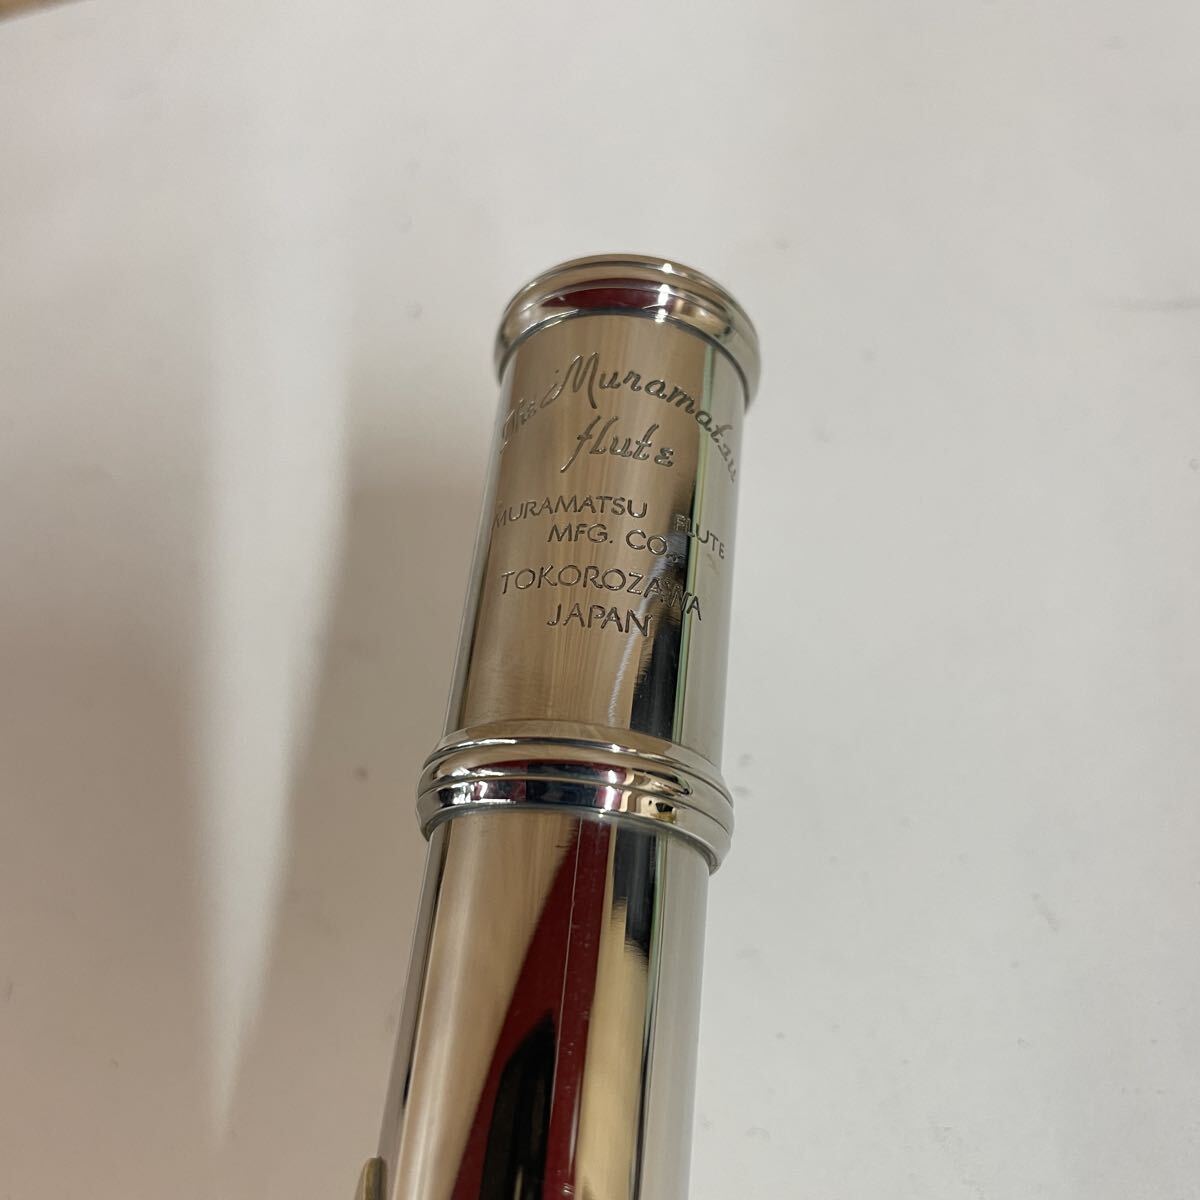 The Muramatsu
flute
MURAMATSU FLUTE
MFG. CO.,
TOKOROZAWA
JAPAN